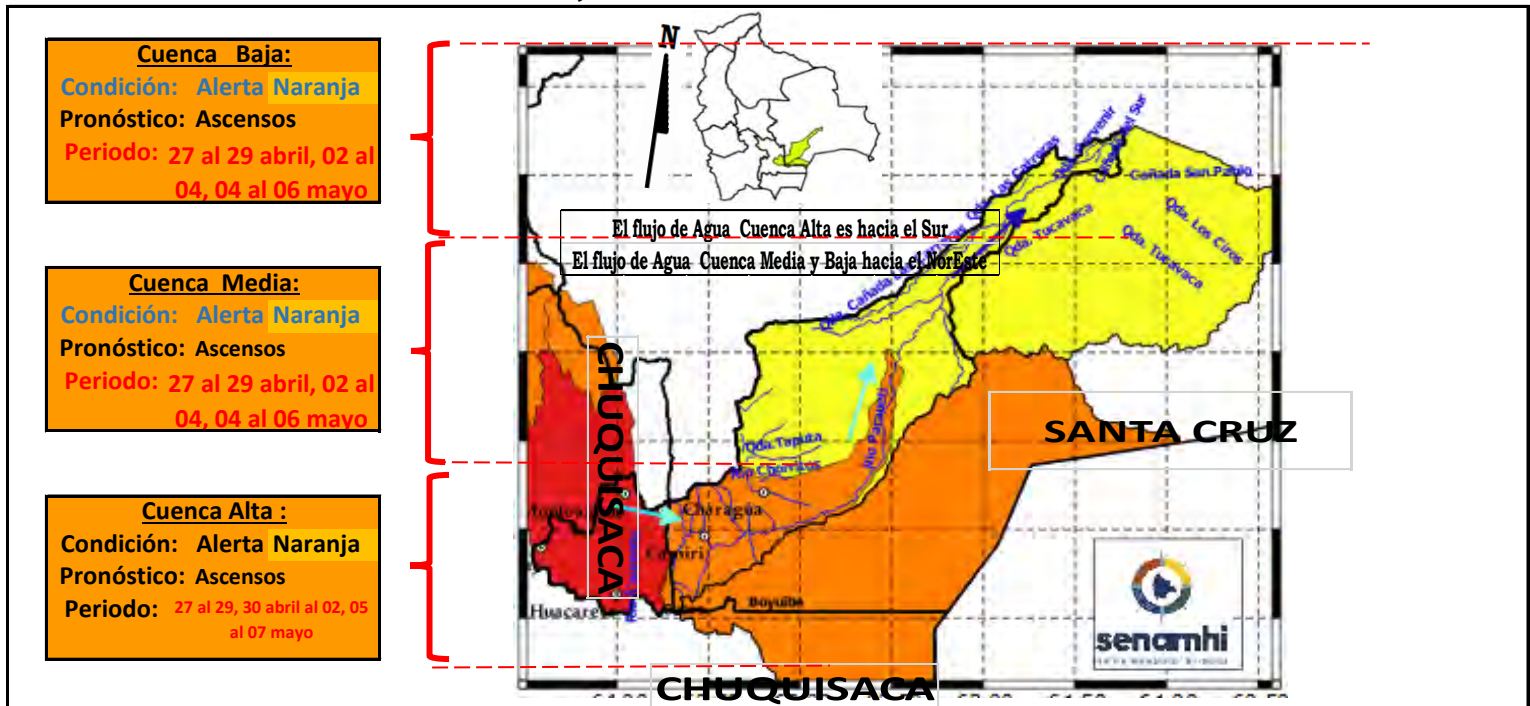 Cuenca Baja:
Condición: Alerta Naranja
Pronóstico: Ascensos
Periodo: 27 al 29 abril, 02 al
04, 04 al 06 mayo
Cuenca Media:
Condición: Alerta Naranja
Pronóstico: Ascensos
Periodo: 27 al 29 abril, 02 al
04, 04 al 06 mayo
Cuenca Alta :
Condición: Alerta Naranja
Pronóstico: Ascensos
Periodo: 27 al 29, 30 abril al 02, 05
al 07 mayo
N
El flujo de Agua Cuenca Alta es hacia el Sur
El flujo de Agua Cuenca Media y Baja hacia el NorEste
Cañada San Pablo
Qda. Los Ciros
Qda. Tucavaca
Qda. Tucavaca
Qda. Taputa
Rio Chorritos
Rio Parapeti
CHUQUISACA
SANTA CRUZ
Charagua
Camiri
Boyuibe
Huacare
senamhi
CHUQUISACA